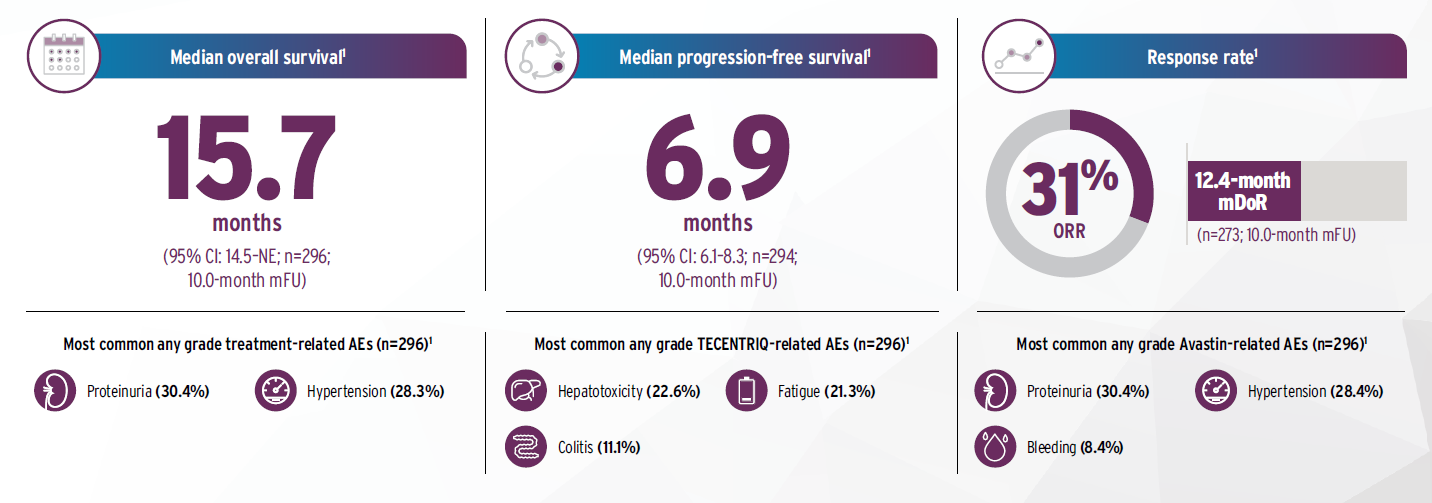 Median overall survival¹
15.7
months
(95% CI: 14.5-NE; n=296;
10.0-month mFU)
Median progression-free survival¹
6.9
months
(95% CI: 6.1-8.3; n=294;
10.0-month mFU)
Response rate¹
31%
ORR
12.4-month
mDoR
(n=273; 10.0-month mFU)
Most common any grade treatment-related AEs (n=296)¹
Proteinuria (30.4%)
Hypertension (28.3%)
Most common any grade TECENTRIQ-related AEs (n=296)¹
Hepatotoxicity (22.6%)
Fatigue (21.3%)
Colitis (11.1%)
Most common any grade Avastin-related AEs (n=296)¹
Proteinuria (30.4%)
Hypertension (28.4%)
Bleeding (8.4%)